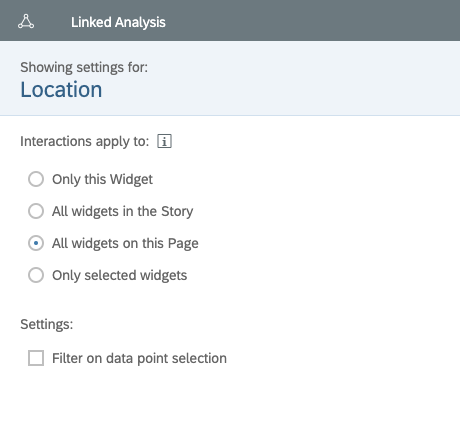 Linked Analysis
Showing settings for:
Location
Interactions apply to: i
Only this Widget
All widgets in the Story
All widgets on this Page
Only selected widgets
Settings:
Filter on data point selection